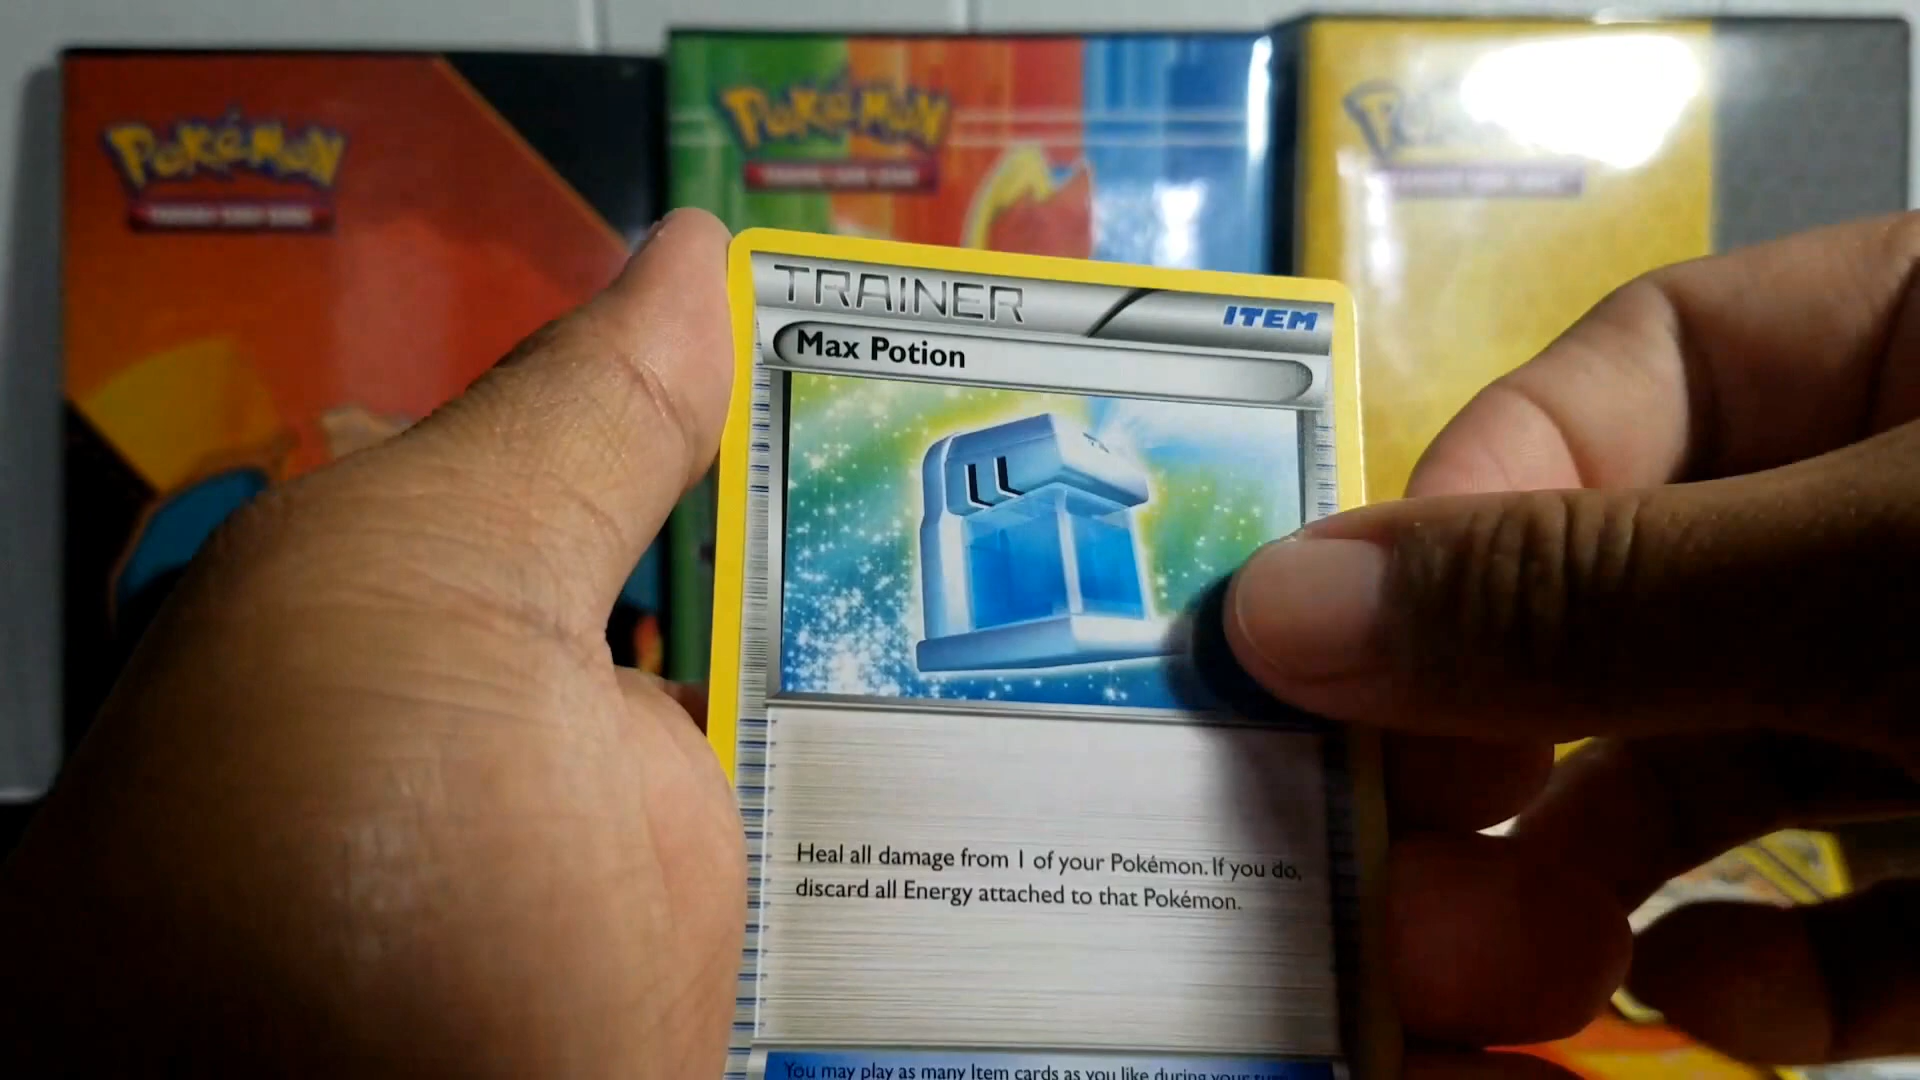 Pokémon
Pokémon
TRAINER
ITEM
Max Potion
Heal all damage from 1 of your Pokémon. If you do,
discard all Energy attached to that Pokémon.
You may play as many Item cards as you like during your turn